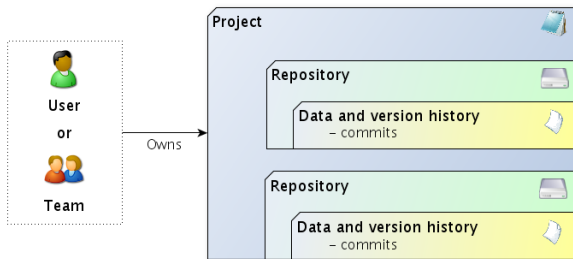 User
or
Team
Owns
Project
Repository
Data and version history
– commits
Repository
Data and version history
– commits